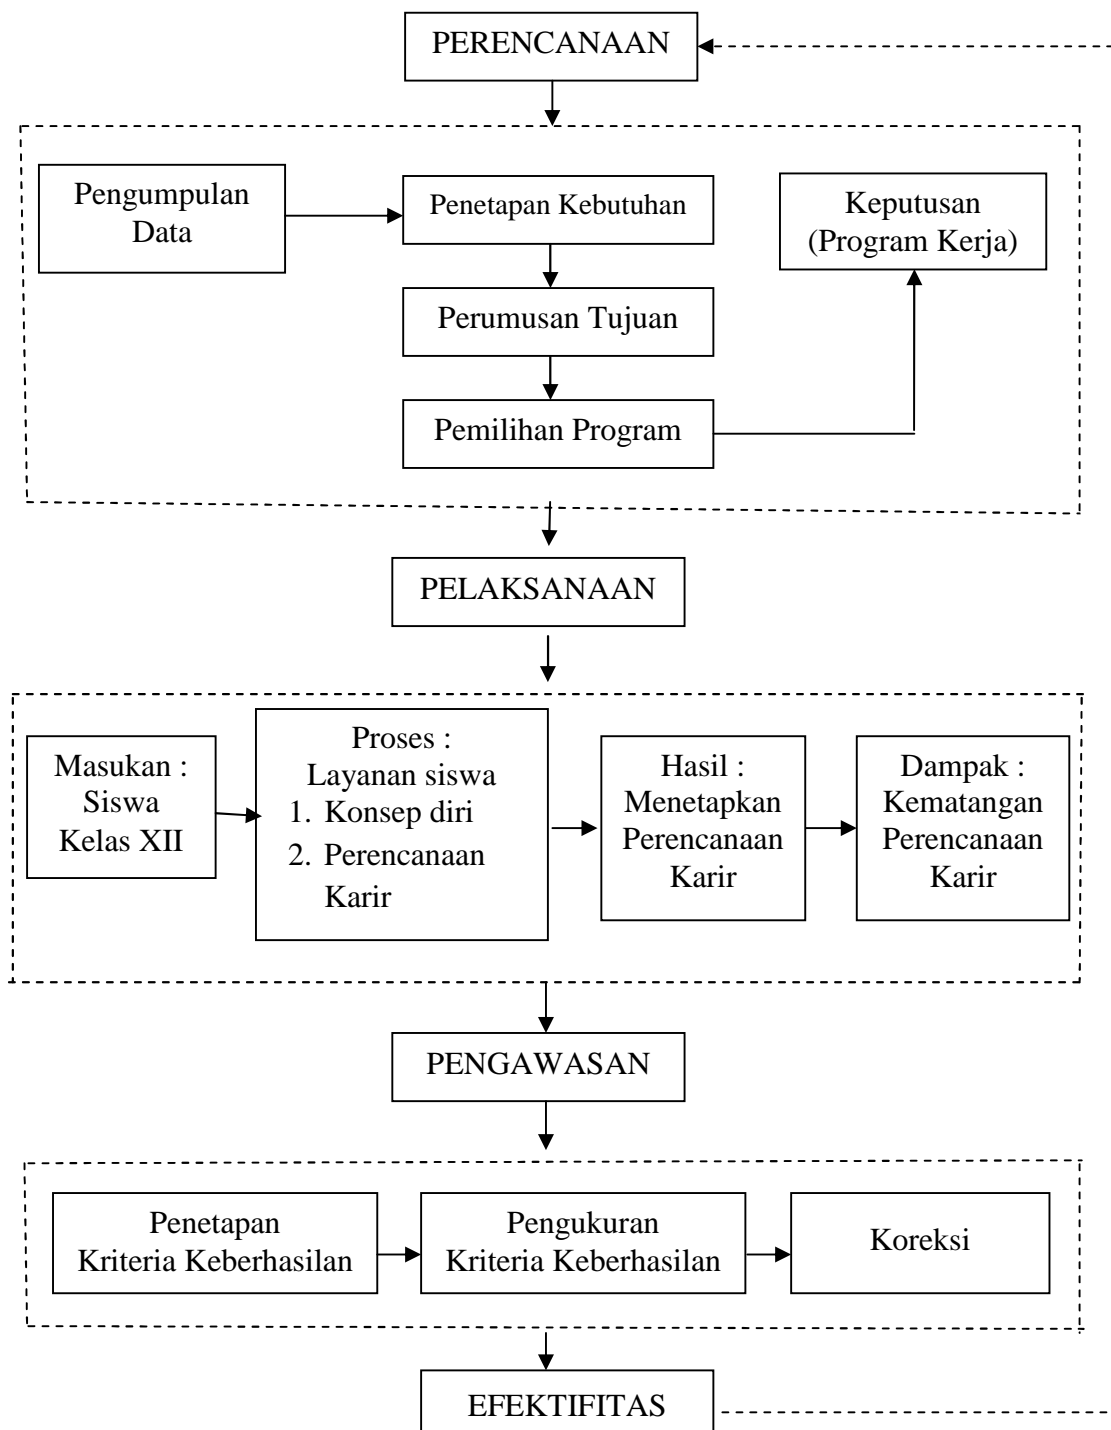 PERENCANAAN
Pengumpulan
Data
Penetapan Kebutuhan
Keputusan
(Program Kerja)
Perumusan Tujuan
Pemilihan Program
PELAKSANAAN
Masukan :
Siswa
Kelas XII
Proses :
Layanan siswa
1. Konsep diri
2. Perencanaan
Karir
Hasil :
Menetapkan
Perencanaan
Karir
Dampak :
Kematangan
Perencanaan
Karir
PENGAWASAN
Penetapan
Kriteria Keberhasilan
Pengukuran
Kriteria Keberhasilan
Koreksi
EFEKTIFITAS